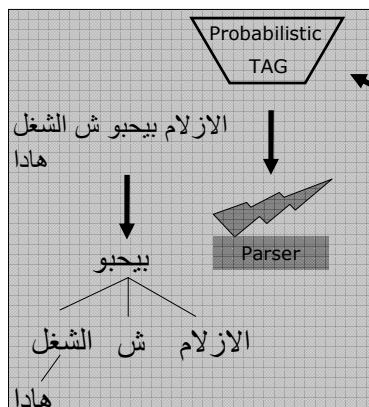 Probabilistic
TAG
الازلام بيحبو ش الشغل
هادا
Parser
بيحبو
الازلام ش الشغل
هادا